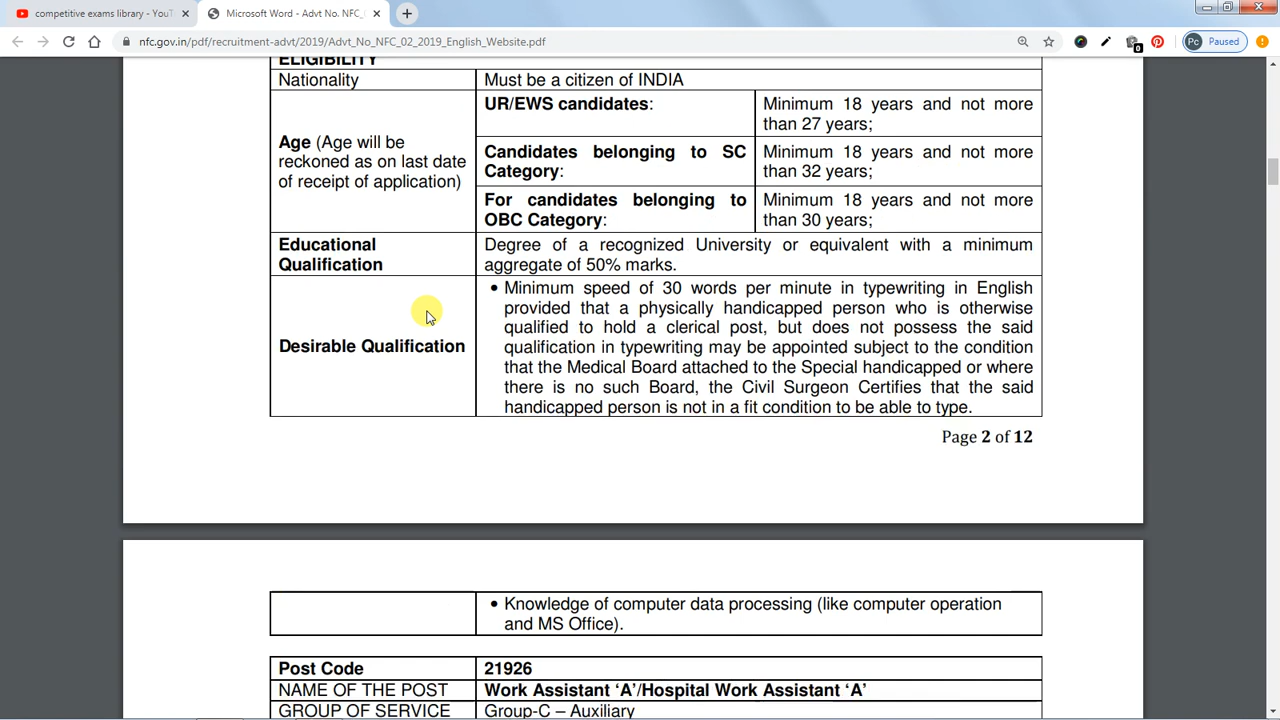 competitive exams library - YouT
Microsoft Word - Advt No. NFC_
nfc.gov.in/pdf/recruitment-advt/2019/Advt_No_NFC_02_2019_English_Website.pdf
0
Pc Paused
ELIGIBILITY
Nationality Must be a citizen of INDIA
Age (Age will be
reckoned as on last date
of receipt of application)
UR/EWS candidates:
Minimum 18 years and not more
than 27 years;
Candidates belonging to SC
Category:
Minimum 18 years and not more
than 32 years;
For candidates belonging to
OBC Category:
Minimum 18 years and not more
than 30 years;
Educational
Qualification
Degree of a recognized University or equivalent with a minimum
aggregate of 50% marks.
Desirable Qualification
• Minimum speed of 30 words per minute in typewriting in English
provided that a physically handicapped person who is otherwise
qualified to hold a clerical post, but does not possess the said
qualification in typewriting may be appointed subject to the condition
that the Medical Board attached to the Special handicapped or where
there is no such Board, the Civil Surgeon Certifies that the said
handicapped person is not in a fit condition to be able to type.
Page 2 of 12
• Knowledge of computer data processing (like computer operation
and MS Office).
Post Code 21926
NAME OF THE POST Work Assistant ‘A’/Hospital Work Assistant ‘A’
GROUP OF SERVICE Group-C – Auxiliary